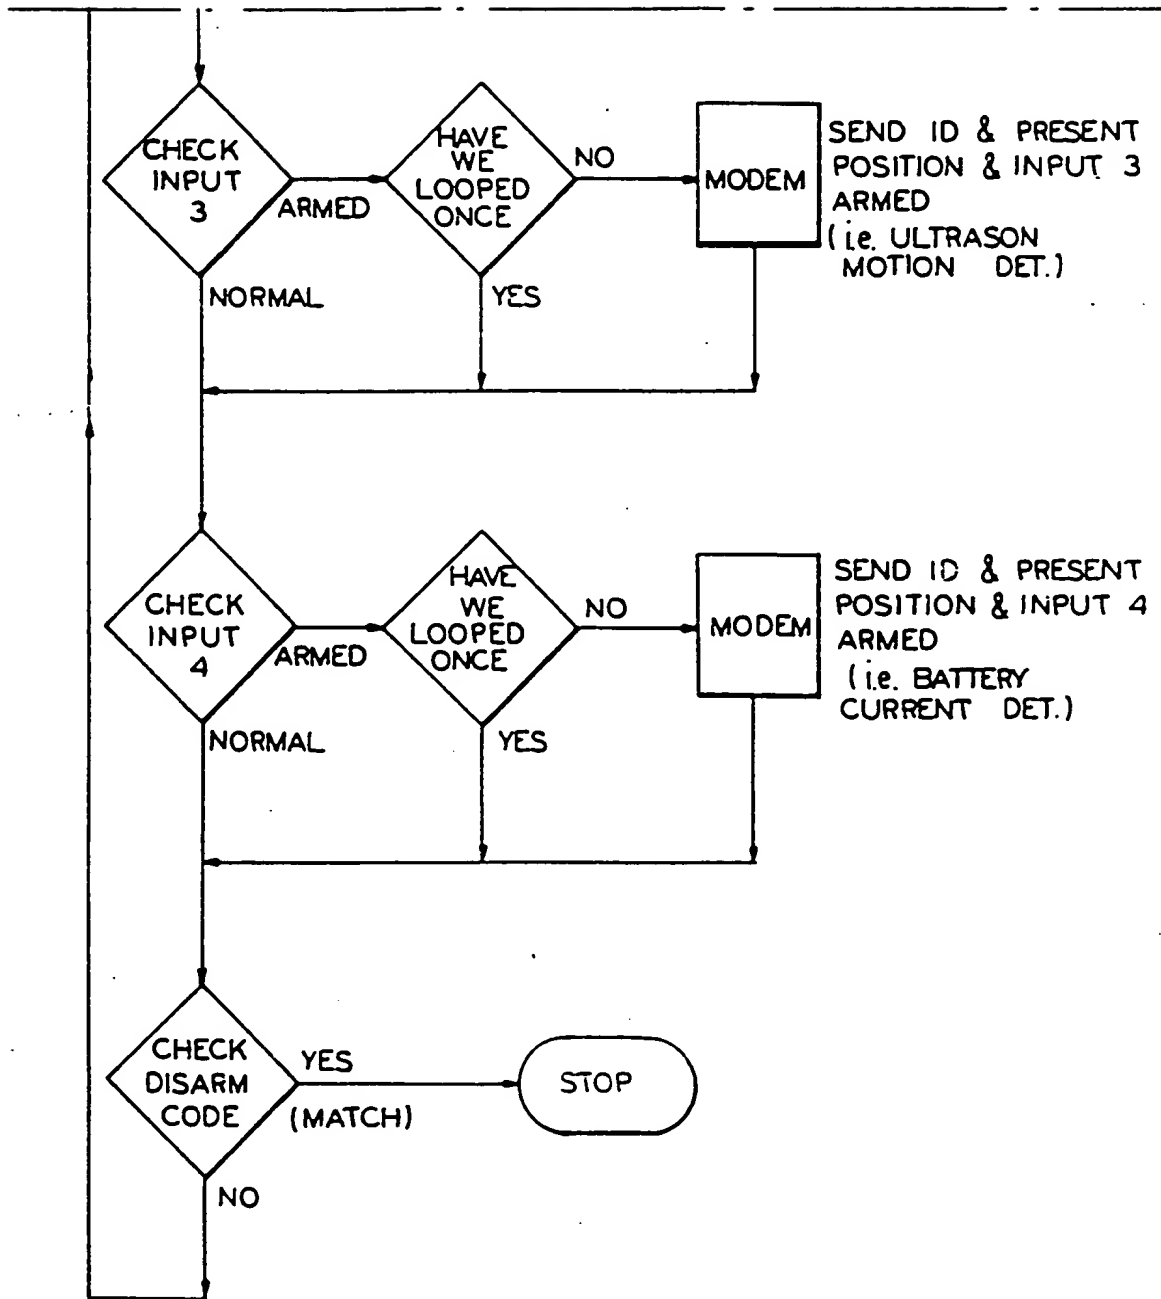 CHECK
INPUT
3
ARMED
NORMAL
HAVE
WE
LOOPED
ONCE
NO
YES
MODEM
SEND ID & PRESENT
POSITION & INPUT 3
ARMED
(i.e. ULTRASON
MOTION DET.)
CHECK
INPUT
4
ARMED
NORMAL
HAVE
WE
LOOPED
ONCE
NO
YES
MODEM
SEND ID & PRESENT
POSITION & INPUT 4
ARMED
(i.e. BATTERY
CURRENT DET.)
CHECK
DISARM
CODE
YES
(MATCH)
NO
STOP